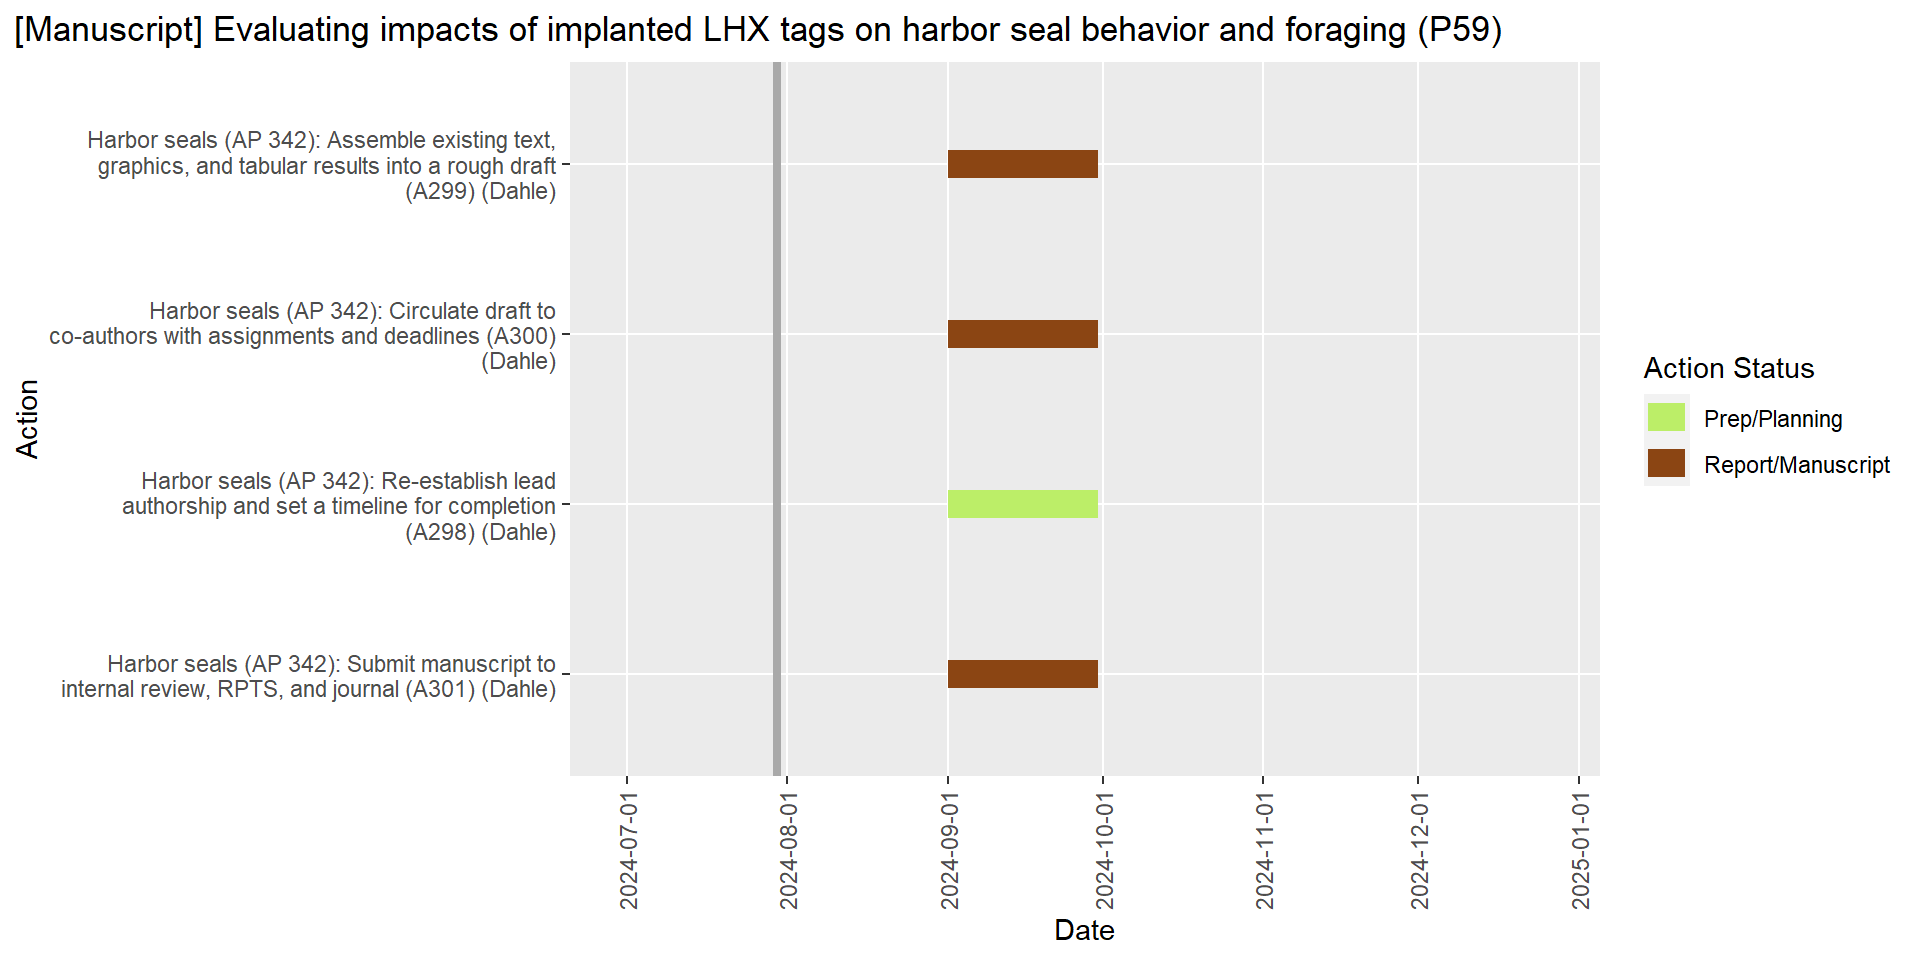 [Manuscript] Evaluating impacts of implanted LHX tags on harbor seal behavior and foraging (P59)
Harbor seals (AP 342): Assemble existing text,
graphics, and tabular results into a rough draft
(A299) (Dahle)
Harbor seals (AP 342): Circulate draft to
co-authors with assignments and deadlines (A300)
(Dahle)
Harbor seals (AP 342): Re-establish lead
authorship and set a timeline for completion
(A298) (Dahle)
Harbor seals (AP 342): Submit manuscript to
internal review, RPTS, and journal (A301) (Dahle)
Action
2024-07-01
2024-08-01
2024-09-01
2024-10-01
2024-11-01
2024-12-01
2025-01-01
Date
Action Status
Prep/Planning
Report/Manuscript